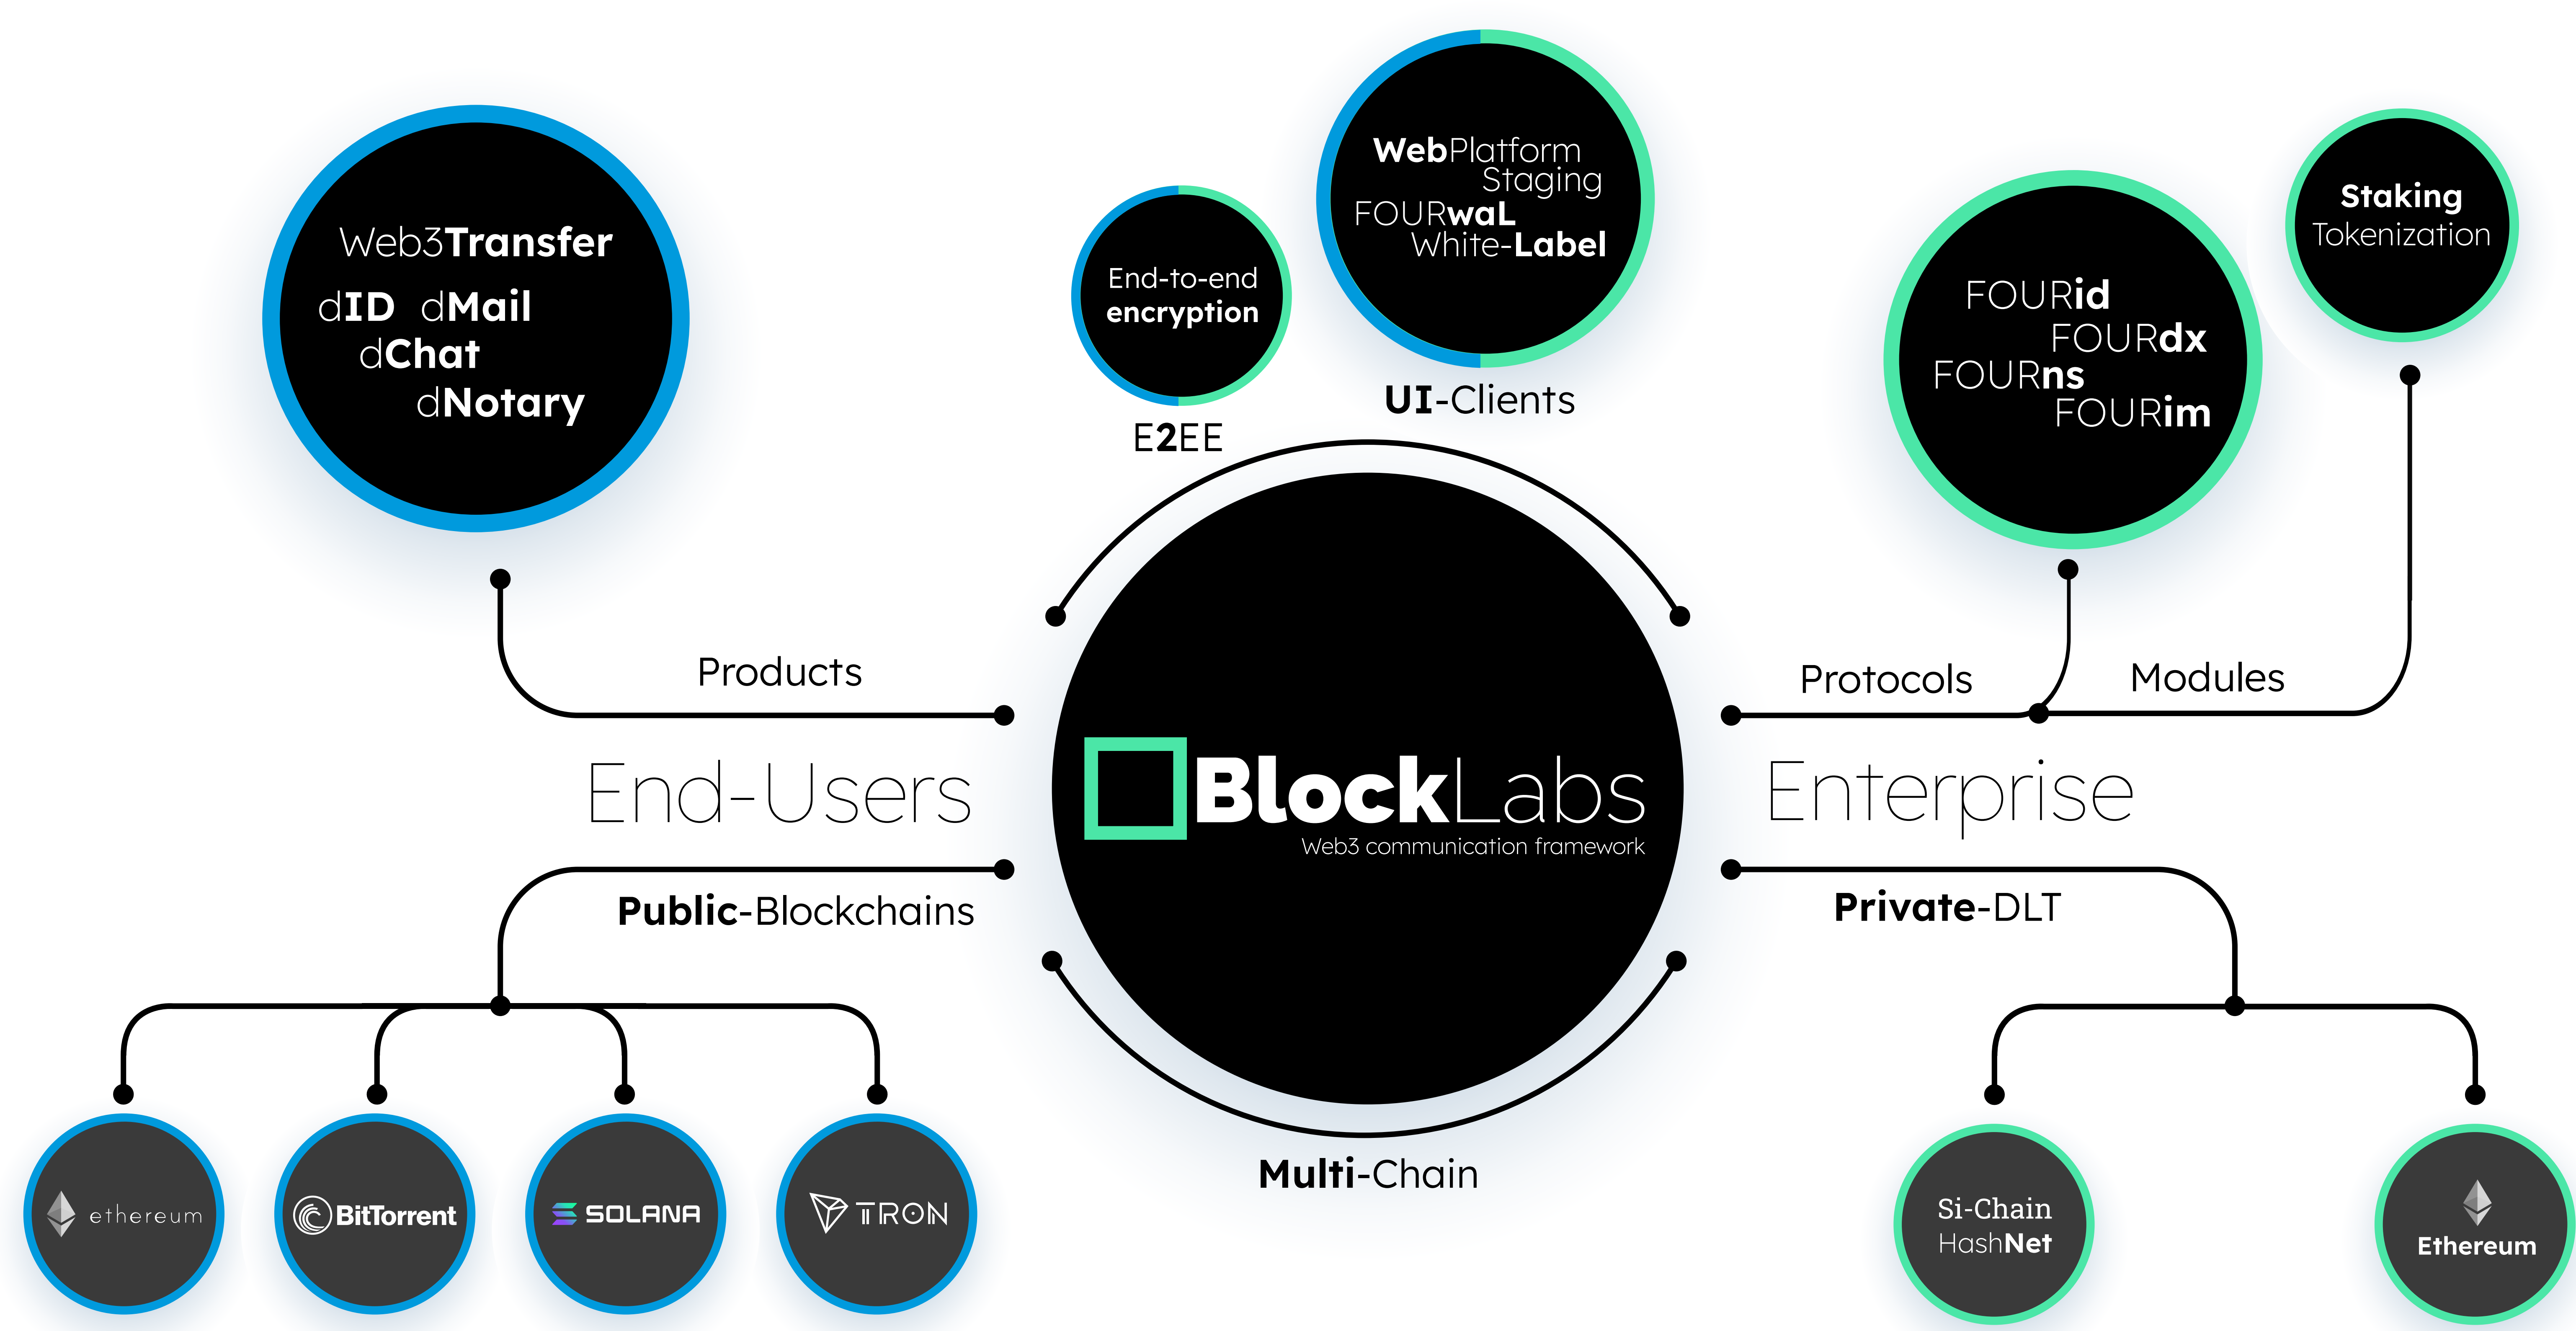 Web3Transfer
dID dMail
dChat
dNotary
End-to-end
encryption
E2EE
WebPlatform
Staging
FOURwaL
White-Label
UI-Clients
FOURid
FOURdx
FOURns
FOURim
Staking
Tokenization
Products
Protocols
Modules
End-Users
BlockLabs
Web3 communication framework
Enterprise
Public-Blockchains
Private-DLT
Multi-Chain
ethereum
BitTorrent
SOLANA
TRON
Si-Chain
HashNet
Ethereum